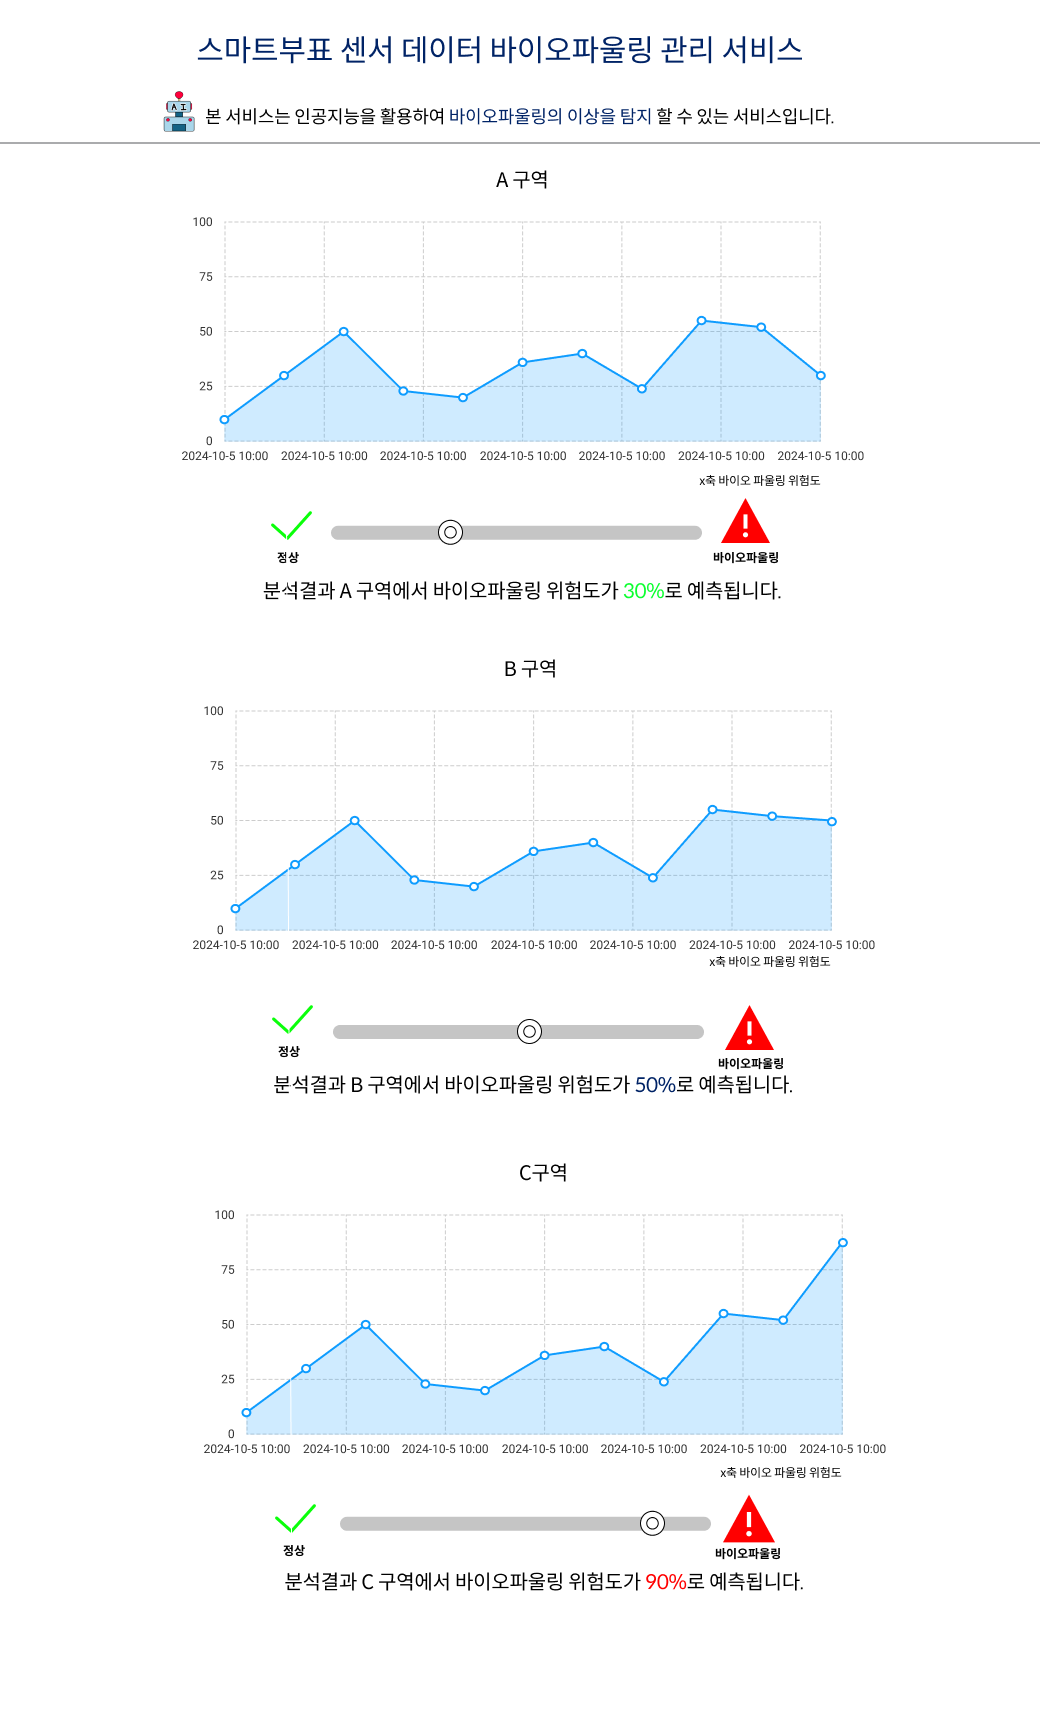 스마트부표 센서 데이터 바이오파울링 관리 서비스
AI
본 서비스는 인공지능을 활용하여 바이오파울링의 이상을 탐지 할 수 있는 서비스입니다.
A 구역
100
75
50
25
0
2024-10-5 10:00 2024-10-5 10:00 2024-10-5 10:00 2024-10-5 10:00 2024-10-5 10:00 2024-10-5 10:00 2024-10-5 10:00
x축 바이오 파울링 위험도
정상 바이오파울링
분석결과 A 구역에서 바이오파울링 위험도가 30%로 예측됩니다.
B 구역
100
75
50
25
0
2024-10-5 10:00 2024-10-5 10:00 2024-10-5 10:00 2024-10-5 10:00 2024-10-5 10:00 2024-10-5 10:00 2024-10-5 10:00
x축 바이오 파울링 위험도
정상 바이오파울링
분석결과 B 구역에서 바이오파울링 위험도가 50%로 예측됩니다.
C구역
100
75
50
25
0
2024-10-5 10:00 2024-10-5 10:00 2024-10-5 10:00 2024-10-5 10:00 2024-10-5 10:00 2024-10-5 10:00 2024-10-5 10:00
x축 바이오 파울링 위험도
정상 바이오파울링
분석결과 C 구역에서 바이오파울링 위험도가 90%로 예측됩니다.